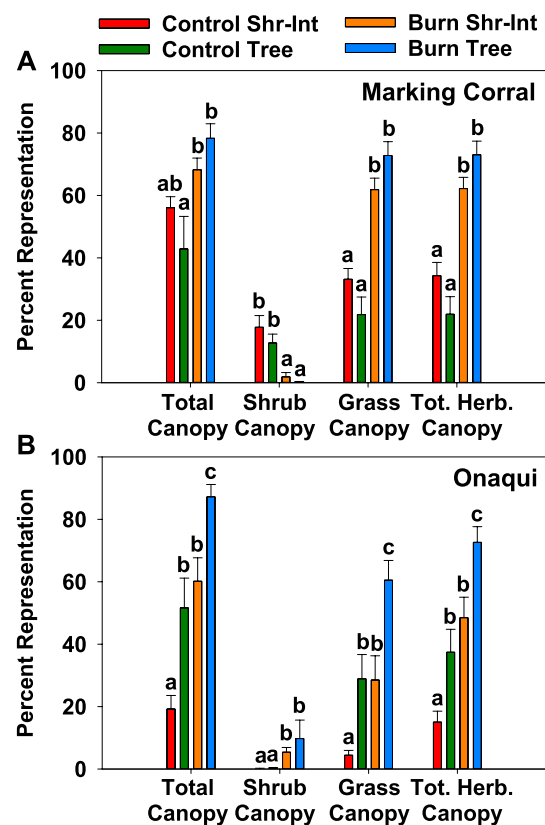 Control Shr-Int Burn Shr-Int
Control Tree Burn Tree
A
Marking Corral
Percent Representation
100
80
60
40
20
0
ab a b b
b b a a
a a b b
a a b b
Total Shrub Grass Tot. Herb.
Canopy Canopy Canopy Canopy
B
Onaqui
Percent Representation
100
80
60
40
20
0
a b b c
a a b b
a b b c
a b b c
Total Shrub Grass Tot. Herb.
Canopy Canopy Canopy Canopy